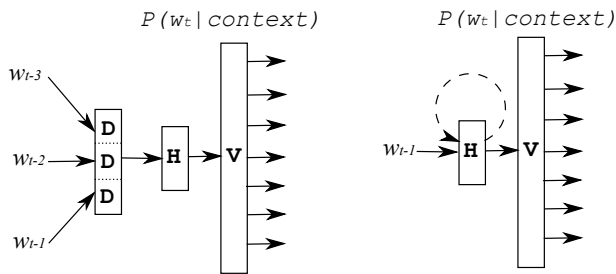 P(wₜ|context)
wₜ₋₃
D
wₜ₋₂
D
H
V
D
wₜ₋₁
P(wₜ|context)
wₜ₋₁
H
V